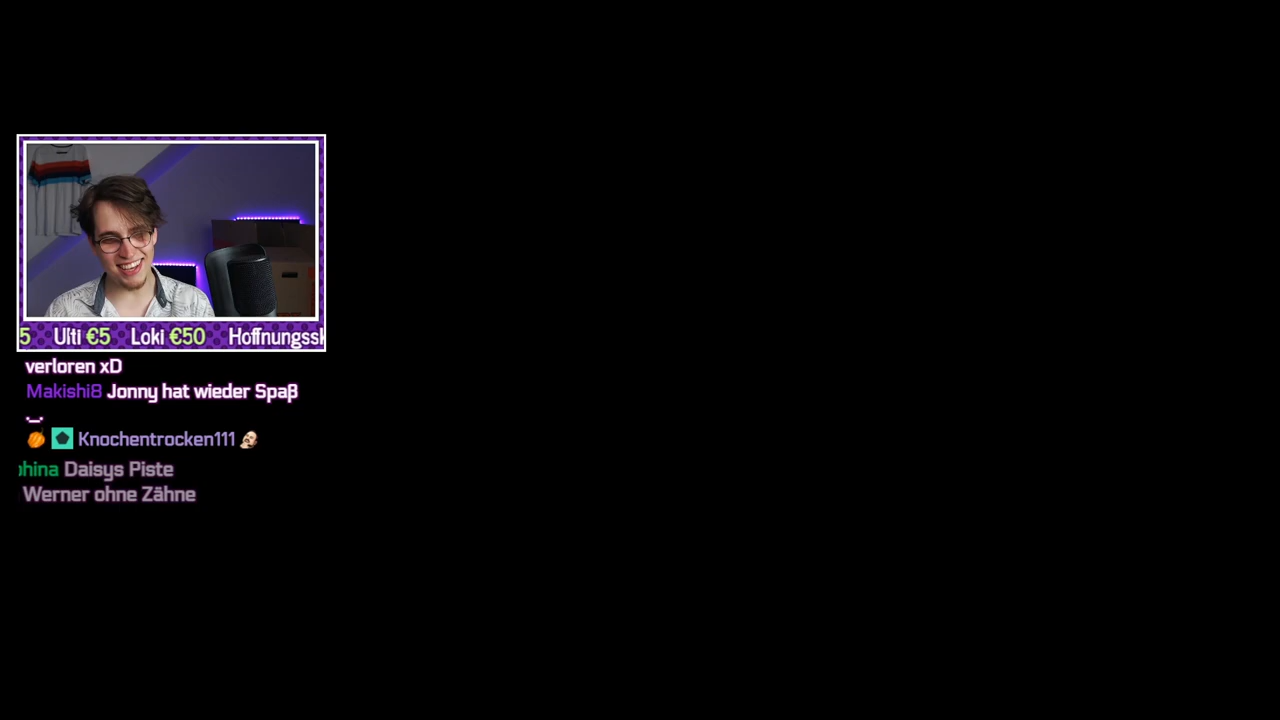 5 Ulti €5 Loki €50 Hoffnungss
verloren xD
Makishi8 Jonny hat wieder Spaß
Knochentrocken111
hina Daisys Piste
Werner ohne Zähne